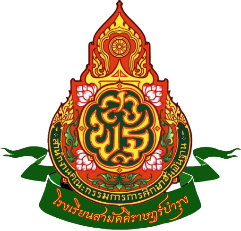 สำนักงานคณะกรรมการการศึกษาขั้นพื้นฐาน
โรงเรียนสามัคคีราษฎร์บำรุง